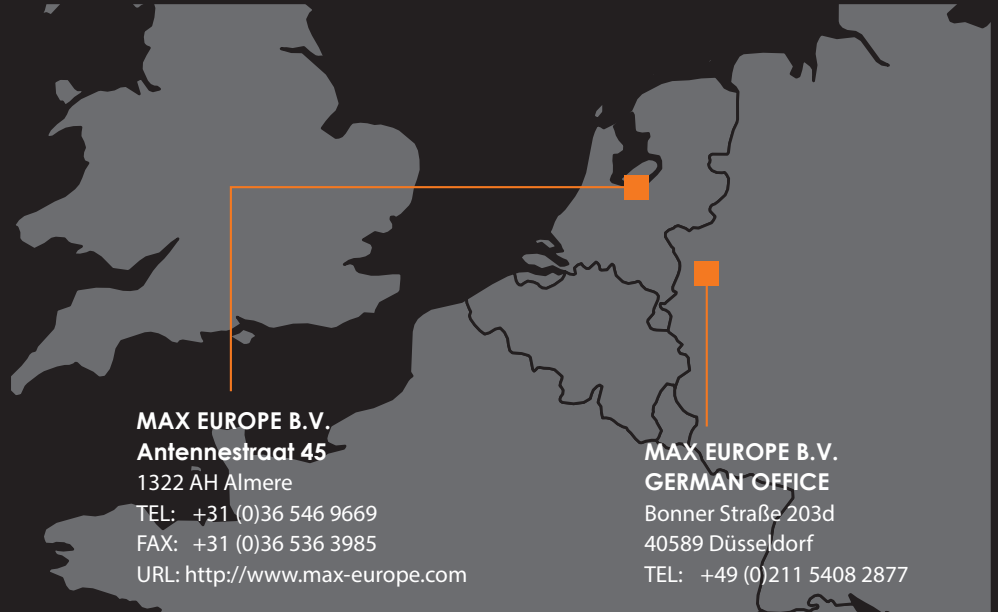 MAX EUROPE B.V.
Antennestraat 45
1322 AH Almere
TEL: +31 (0)36 546 9669
FAX: +31 (0)36 536 3985
URL: http://www.max-europe.com
MAX EUROPE B.V.
GERMAN OFFICE
Bonner Straße 203d
40589 Düsseldorf
TEL: +49 (0)211 5408 2877